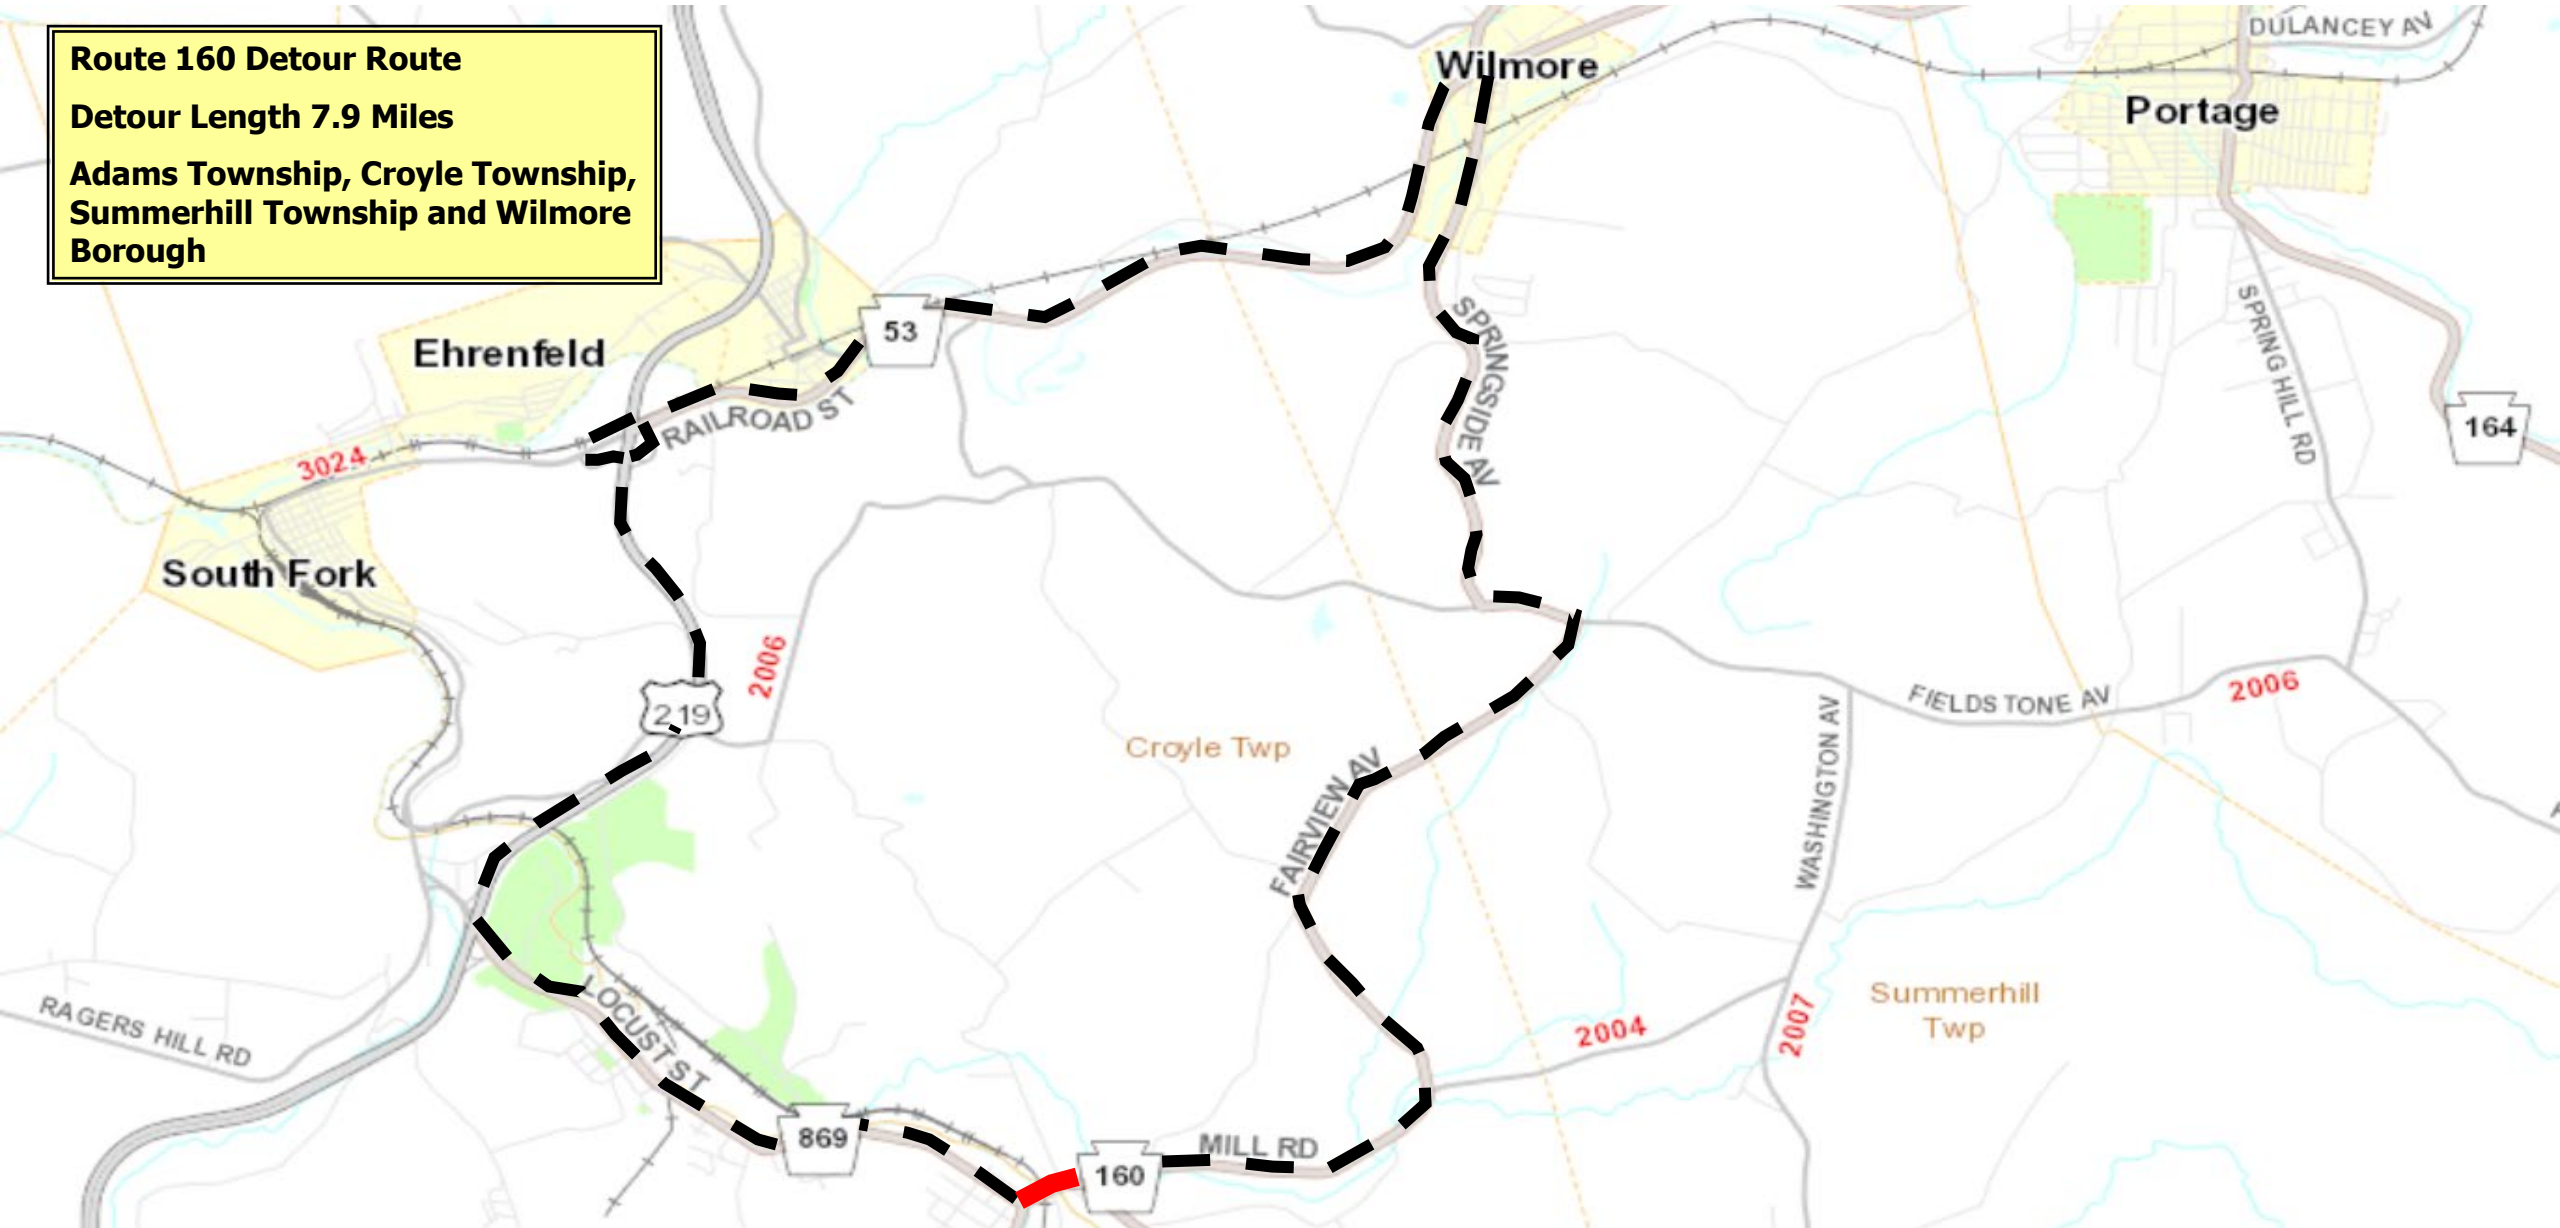 Route 160 Detour Route
Detour Length 7.9 Miles
Adams Township, Croyle Township,
Summerhill Township and Wilmore
Borough
Wilmore
DULANCEY AV
Portage
53
Ehrenfeld
SPRINGSIDE AV
SPRING HILL RD
RAILROAD ST
164
3024
South Fork
2006
219
FIELDSTONE AV
2006
Croyle Twp
WASHINGTON AV
FAIRVIEW AV
Summerhill
Twp
RAGERS HILL RD
LOCUST ST
2004
2007
869
MILL RD
160